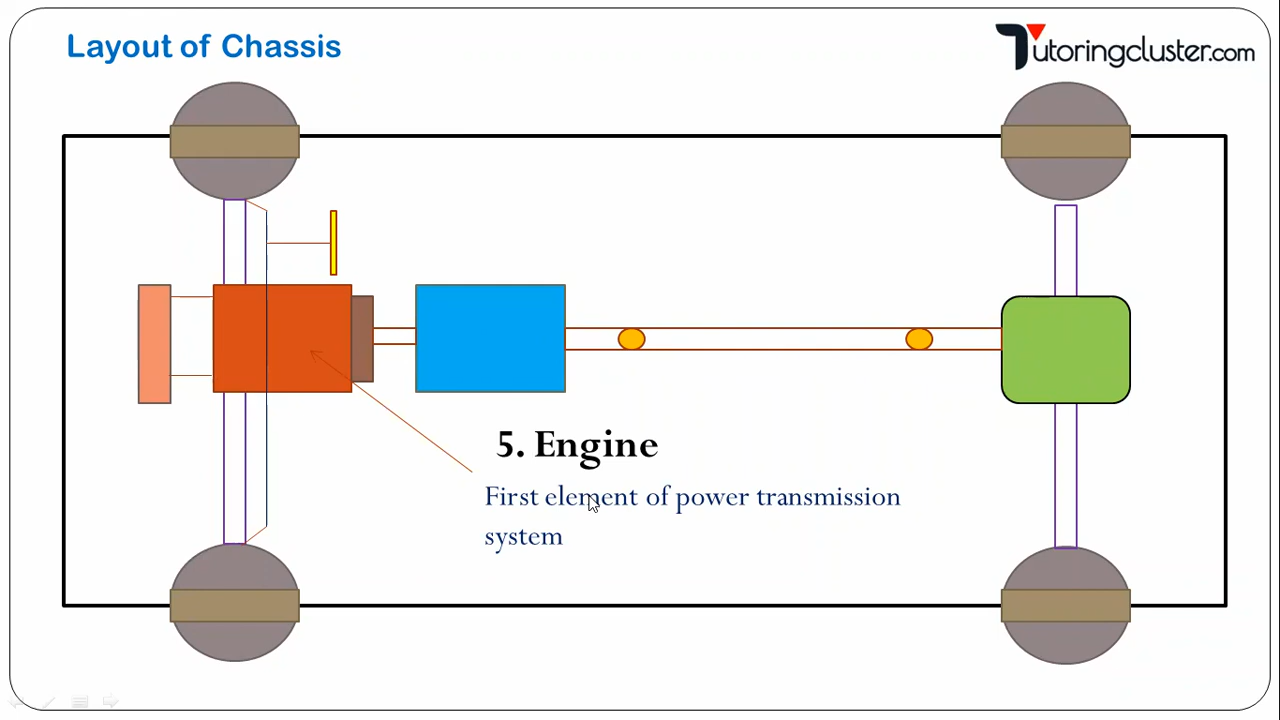 Layout of Chassis
Tutoringcluster.com
5. Engine
First element of power transmission
system